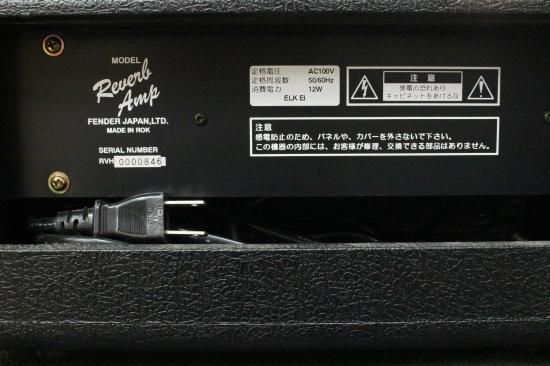 MODEL
Reverb
Amp
FENDER JAPAN,LTD.
MADE IN ROK
SERIAL NUMBER
RVH 0000846
定格電圧 AC100V
定格周波数 50/60Hz
消費電力 12W
ELK Ei
注 意
感電の恐れあり
キャビネットをあけるな
注意
感電防止のため、パネルや、カバーを外さないで下さい。
この機器の内部には、お客様が修理、交換できる部品はありません。